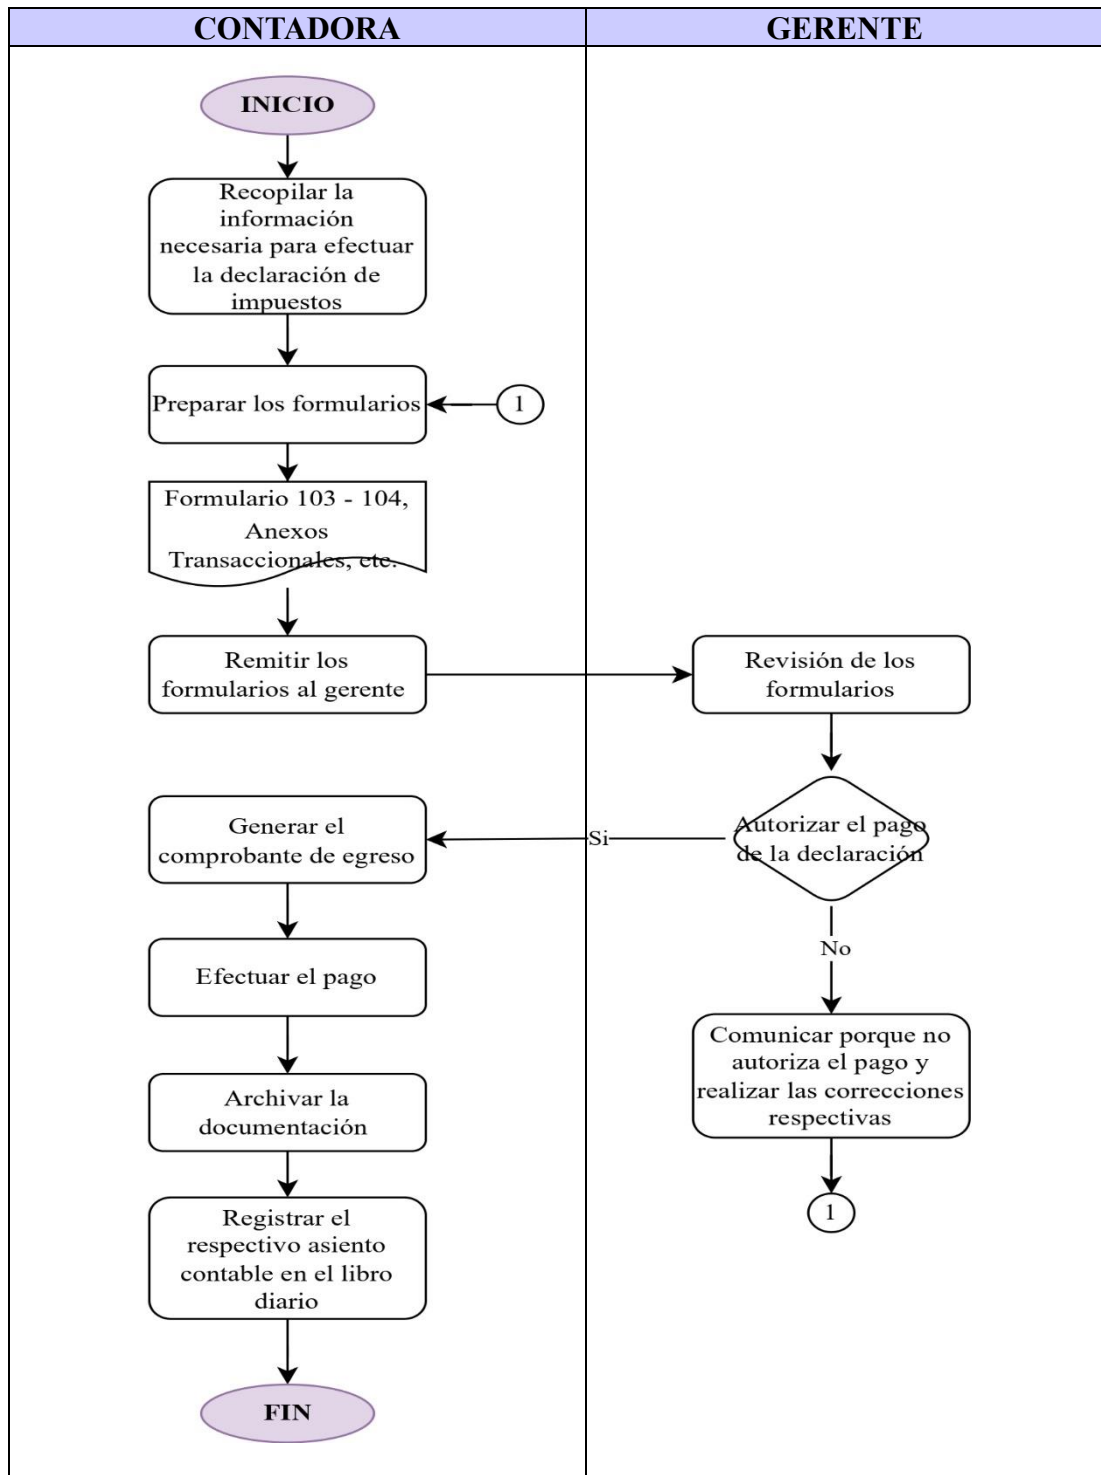 CONTADORA
GERENTE
INICIO
Recopilar la
información
necesaria para efectuar
la declaración de
impuestos
Preparar los formularios
1
Formulario 103 - 104,
Anexos
Transaccionales, etc.
Remitir los
formularios al gerente
Revisión de los
formularios
Autorizar el pago
de la declaración
Si
Generar el
comprobante de egreso
No
Efectuar el pago
Comunicar porque no
autoriza el pago y
realizar las correcciones
respectivas
1
Archivar la
documentación
Registrar el
respectivo asiento
contable en el libro
diario
FIN